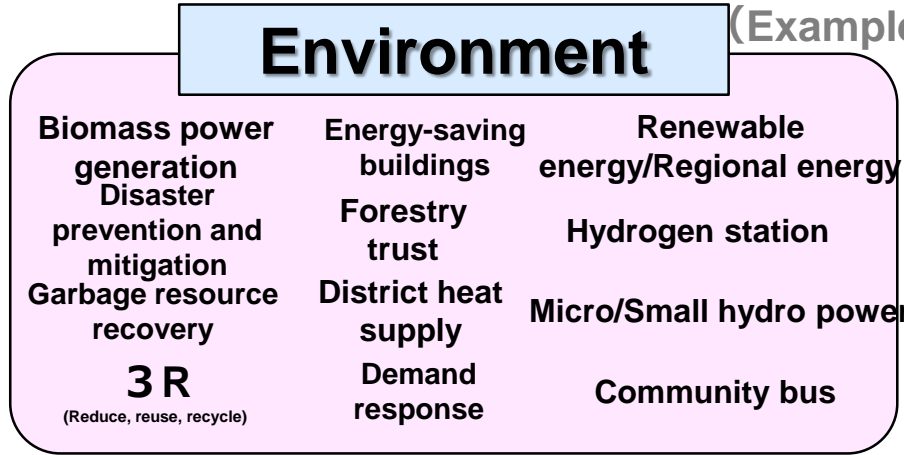 (Example
Environment
Biomass power
generation
Disaster
prevention and
mitigation
Garbage resource
recovery
３Ｒ
(Reduce, reuse, recycle)
Energy-saving
buildings
Forestry
trust
District heat
supply
Demand
response
Renewable
energy/Regional energy
Hydrogen station
Micro/Small hydro power
Community bus